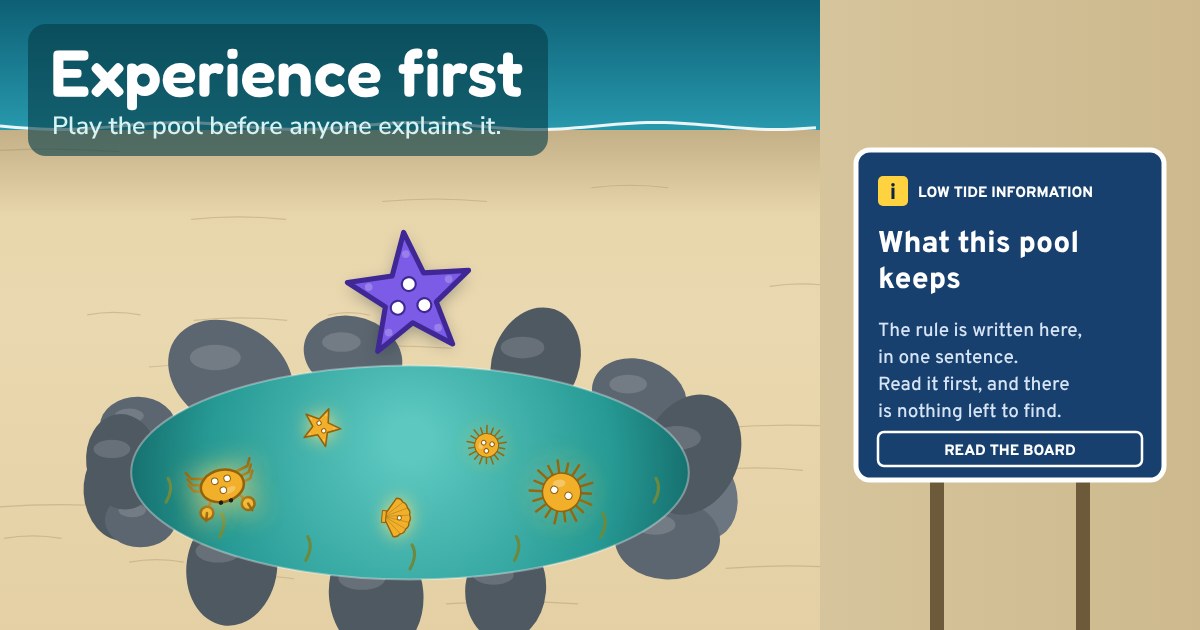 Experience first
Play the pool before anyone explains it.
i LOW TIDE INFORMATION
What this pool
keeps
The rule is written here,
in one sentence.
Read it first, and there
is nothing left to find.
READ THE BOARD